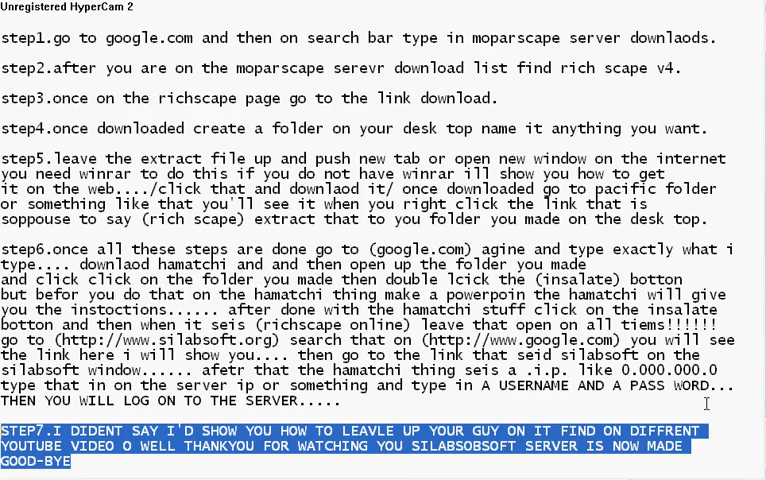 Unregistered HyperCam 2
step1.go to google.com and then on search bar type in moparscape server downlaods.
step2.after you are on the moparscape serevr download list find rich scape v4.
step3.once on the richscape page go to the link download.
step4.once downloaded create a folder on your desk top name it anything you want.
step5.leave the extract file up and push new tab or open new window on the internet
you need winrar to do this if you do not have winrar ill show you how to get
it on the web..../click that and downlaod it/ once downloaded go to pacific folder
or something like that you'll see it when you right click the link that is
soppouse to say (rich scape) extract that to you folder you made on the desk top.
step6.once all these steps are done go to (google.com) agine and type exactly what i
type.... downlaod hamatchi and and then open up the folder you made
and click click on the folder you made then double lcick the (insalate) botton
but befor you do that on the hamatchi thing make a powerpoin the hamatchi will give
you the instoctions...... after done with the hamatchi stuff click on the insalate
botton and then when it seis (richscape online) leave that open on all tiems!!!!!!
go to (http://www.silabsoft.org) search that on (http://www.google.com) you will see
the link here i will show you.... then go to the link that seid silabsoft on the
silabsoft window...... afetr that the hamatchi thing seis a .i.p. like 0.000.000.0
type that in on the server ip or something and type in A USERNAME AND A PASS WORD...
THEN YOU WILL LOG ON TO THE SERVER.....
STEP7.I DIDENT SAY I'D SHOW YOU HOW TO LEAVLE UP YOUR GUY ON IT FIND ON DIFFRENT
YOUTUBE VIDEO O WELL THANKYOU FOR WATCHING YOU SILABSOBSOFT SERVER IS NOW MADE
GOOD-BYE